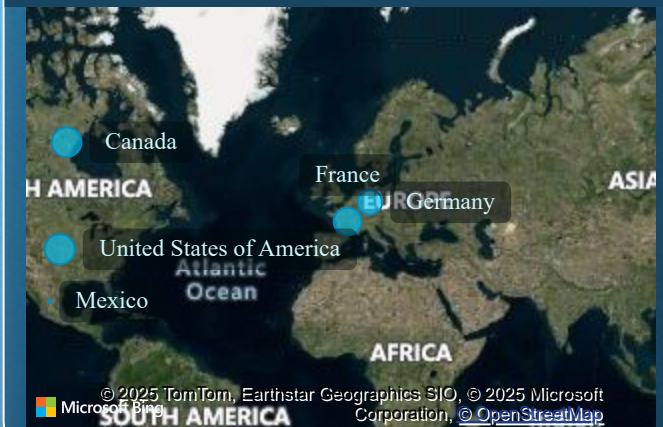 Canada
France
H AMERICA
ASIA
EUROPE
Germany
United States of America
Atlantic
Ocean
Mexico
AFRICA
© 2025 TomTom, Earthstar Geographics SIO, © 2025 Microsoft
Microsoft Bing
Corporation, © OpenStreetMap
SOUTH AMERICA